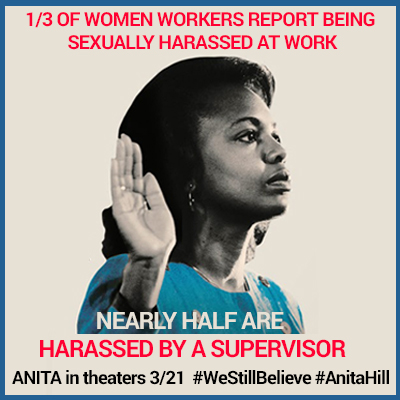 1/3 OF WOMEN WORKERS REPORT BEING
SEXUALLY HARASSED AT WORK
NEARLY HALF ARE
HARASSED BY A SUPERVISOR
ANITA in theaters 3/21 #WeStillBelieve #AnitaHill